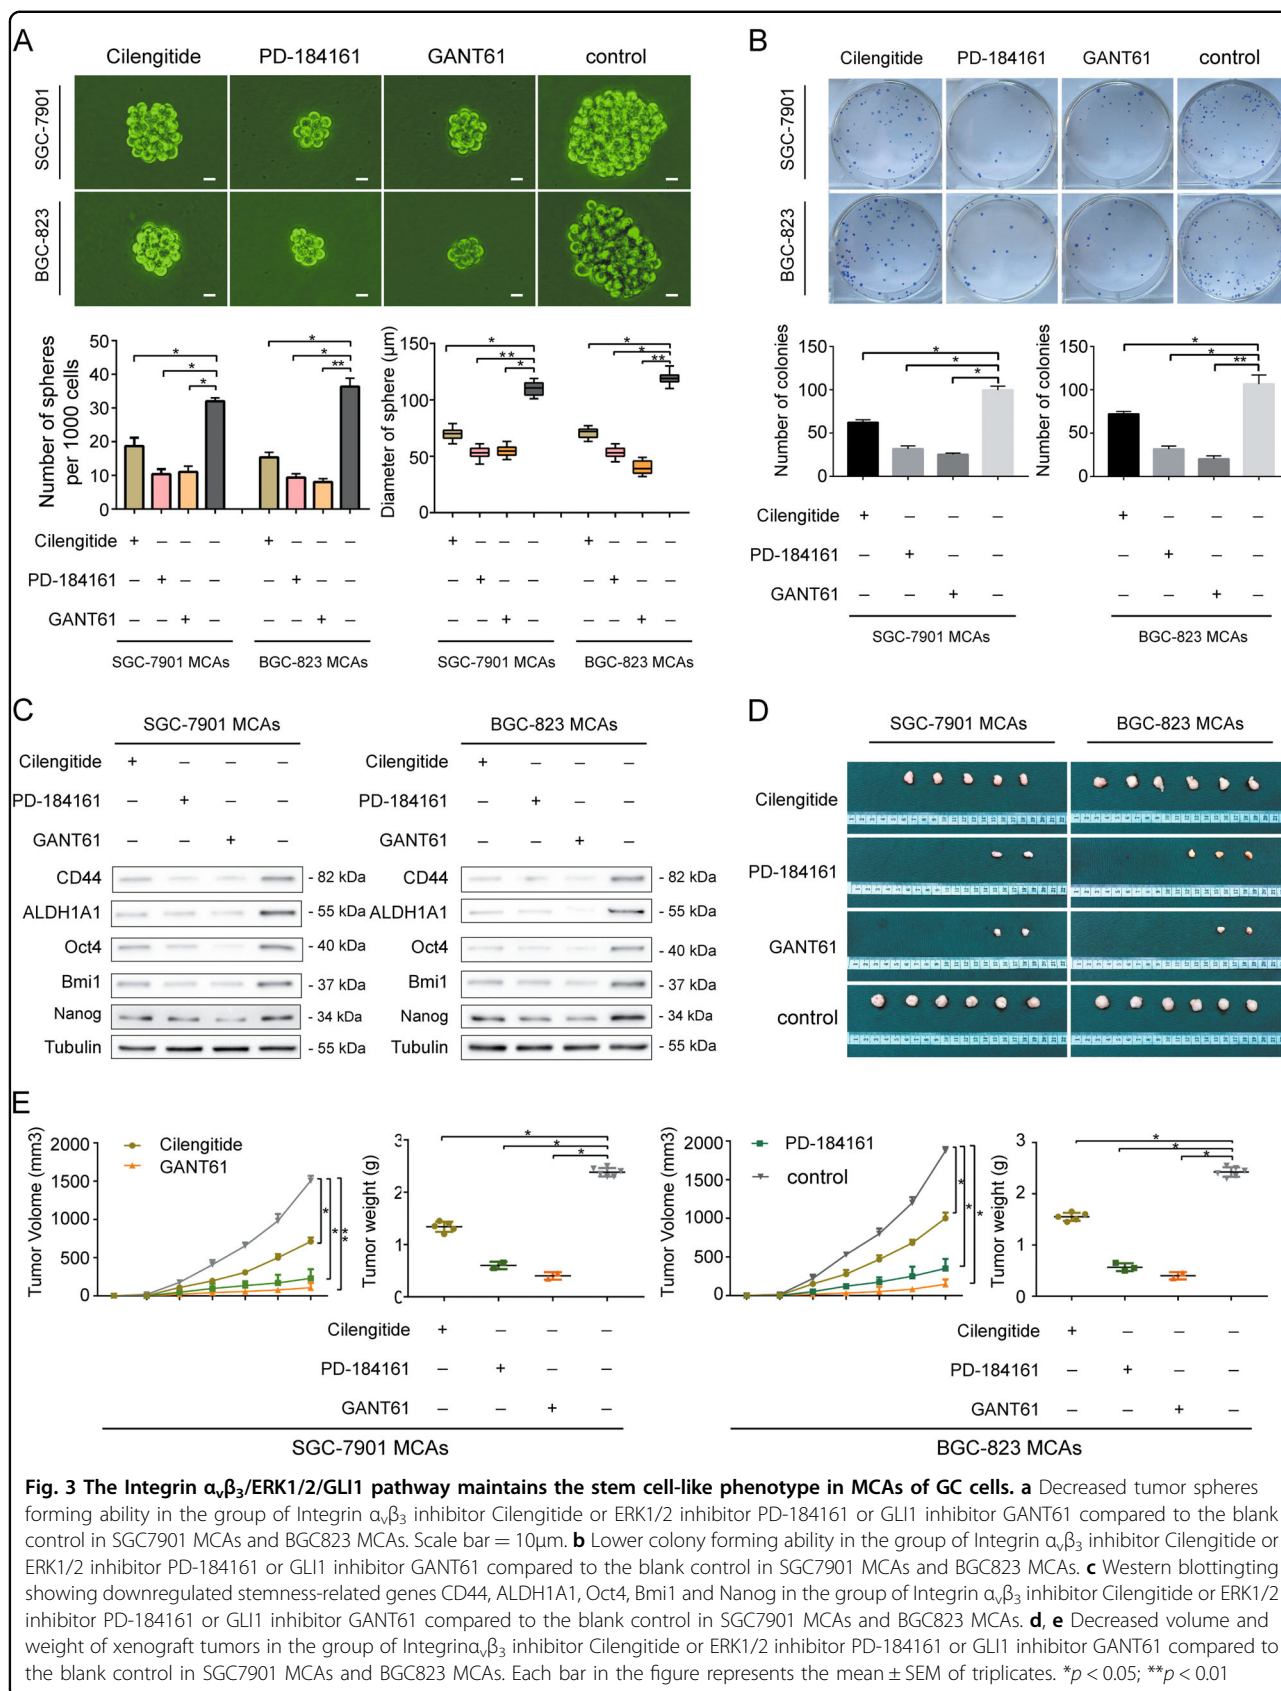 A
Cilengitide PD-184161 GANT61 control
SGC-7901
BGC-823
Number of spheres
per 1000 cells
50
40
30
20
10
0
* * * * * **
Diameter of sphere (µm)
150
100
50
0
* ** * * * **
Cilengitide + – – – + – – – + – – – + – – –
PD-184161 – + – – – + – – – + – – – + – –
GANT61 – – + – – – + – – – + – – – + –
SGC-7901 MCAs BGC-823 MCAs SGC-7901 MCAs BGC-823 MCAs
B
Cilengitide PD-184161 GANT61 control
SGC-7901
BGC-823
Number of colonies
150
100
50
0
* * *
Number of colonies
150
100
50
0
* * **
Cilengitide + – – – + – – –
PD-184161 – + – – – + – –
GANT61 – – + – – – + –
SGC-7901 MCAs BGC-823 MCAs
C
SGC-7901 MCAs
Cilengitide + – – –
PD-184161 – + – –
GANT61 – – + –
CD44 - 82 kDa
ALDH1A1 - 55 kDa
Oct4 - 40 kDa
Bmi1 - 37 kDa
Nanog - 34 kDa
Tubulin - 55 kDa
BGC-823 MCAs
Cilengitide + – – –
PD-184161 – + – –
GANT61 – – + –
CD44 - 82 kDa
ALDH1A1 - 55 kDa
Oct4 - 40 kDa
Bmi1 - 37 kDa
Nanog - 34 kDa
Tubulin - 55 kDa
D
SGC-7901 MCAs BGC-823 MCAs
Cilengitide
PD-184161
GANT61
control
E
Tumor Volume (mm3)
2000
1500
1000
500
0
Cilengitide
GANT61
* * * *
Tumor weight (g)
3
2
1
0
* * *
Tumor Volume (mm3)
2000
1500
1000
500
0
PD-184161
control
* * *
Tumor weight (g)
3
2
1
0
* * *
Cilengitide + – – –
PD-184161 – + – –
GANT61 – – + –
SGC-7901 MCAs
Cilengitide + – – –
PD-184161 – + – –
GANT61 – – + –
BGC-823 MCAs
Fig. 3 The Integrin αvβ3/ERK1/2/GLI1 pathway maintains the stem cell-like phenotype in MCAs of GC cells. a Decreased tumor spheres
forming ability in the group of Integrin αvβ3 inhibitor Cilengitide or ERK1/2 inhibitor PD-184161 or GLI1 inhibitor GANT61 compared to the blank
control in SGC7901 MCAs and BGC823 MCAs. Scale bar = 10µm. b Lower colony forming ability in the group of Integrin αvβ3 inhibitor Cilengitide or
ERK1/2 inhibitor PD-184161 or GLI1 inhibitor GANT61 compared to the blank control in SGC7901 MCAs and BGC823 MCAs. c Western blottingting
showing downregulated stemness-related genes CD44, ALDH1A1, Oct4, Bmi1 and Nanog in the group of Integrin αvβ3 inhibitor Cilengitide or ERK1/2
inhibitor PD-184161 or GLI1 inhibitor GANT61 compared to the blank control in SGC7901 MCAs and BGC823 MCAs. d, e Decreased volume and
weight of xenograft tumors in the group of Integrinαvβ3 inhibitor Cilengitide or ERK1/2 inhibitor PD-184161 or GLI1 inhibitor GANT61 compared to
the blank control in SGC7901 MCAs and BGC823 MCAs. Each bar in the figure represents the mean ± SEM of triplicates. *p < 0.05; **p < 0.01